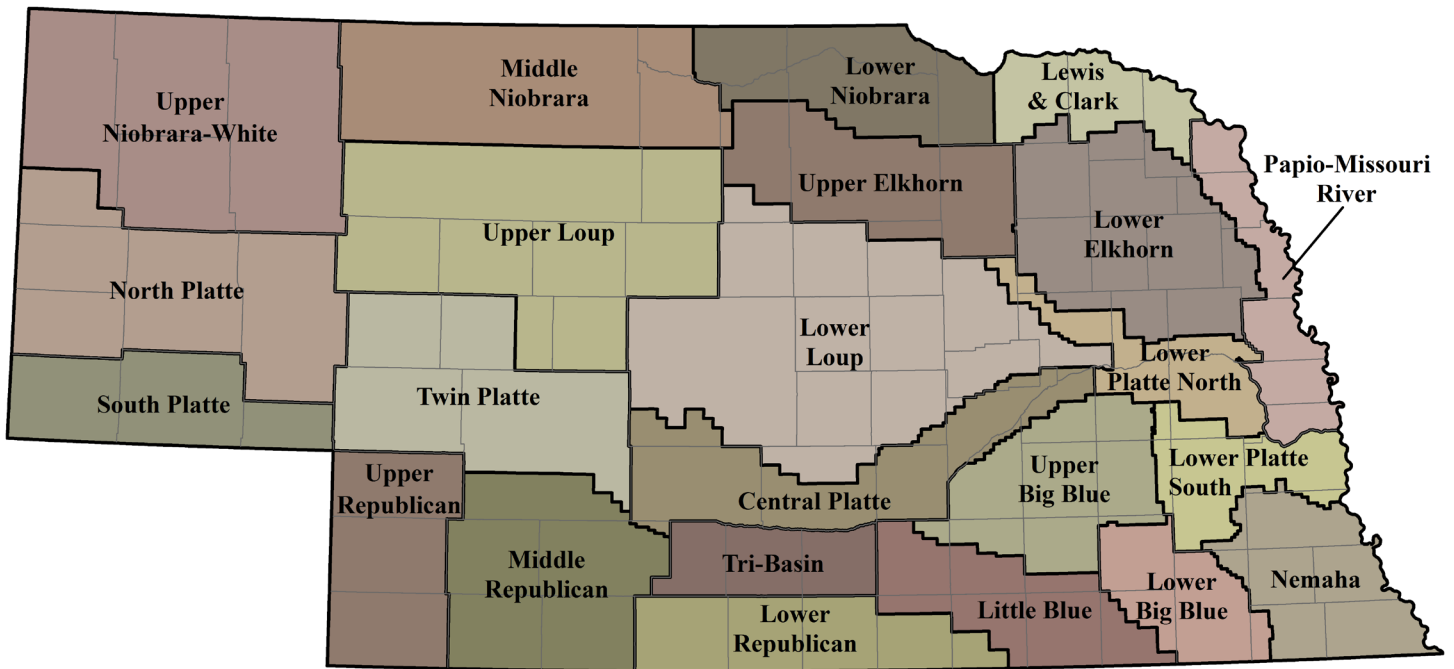 Upper
Niobrara-White
Middle
Niobrara
Lower
Niobrara
Lewis
& Clark
Papio-Missouri
River
Upper Elkhorn
Lower
Elkhorn
Upper Loup
North Platte
Lower
Loup
Lower
Platte North
South Platte
Twin Platte
Upper
Republican
Central Platte
Upper
Big Blue
Lower Platte
South
Middle
Republican
Tri-Basin
Lower
Republican
Little Blue
Lower
Big Blue
Nemaha